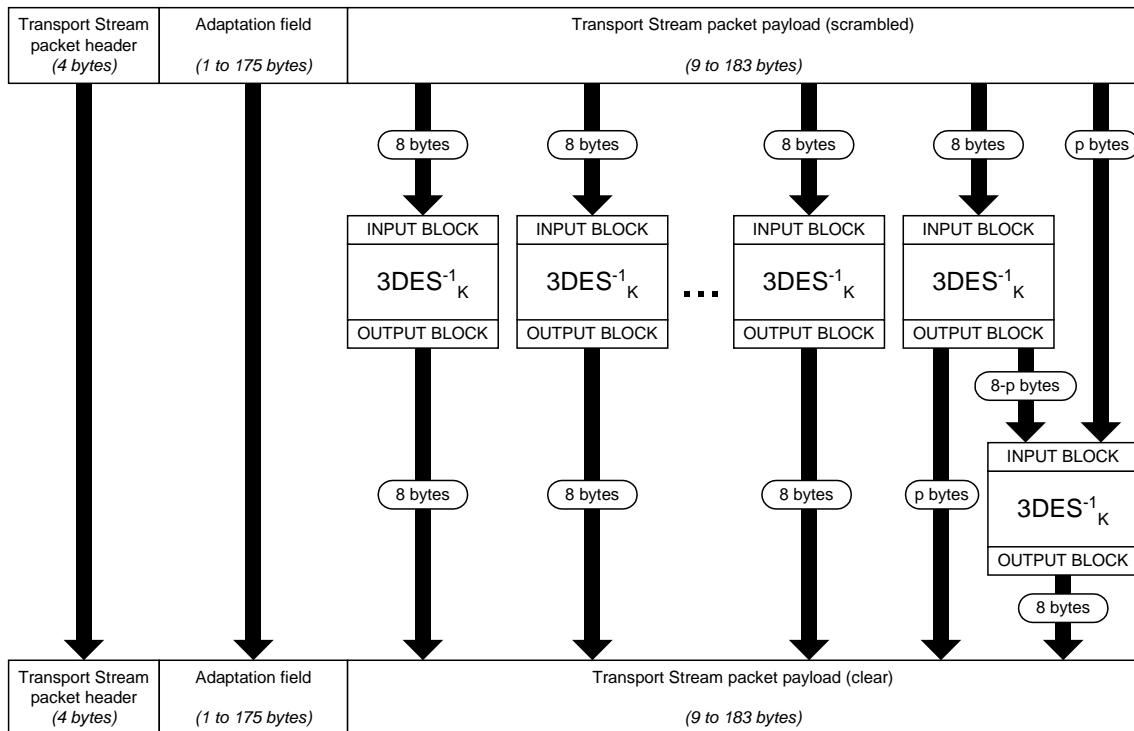 Transport Stream
packet header
(4 bytes)
Adaptation field
(1 to 175 bytes)
Transport Stream packet payload (scrambled)
(9 to 183 bytes)
8 bytes
8 bytes
8 bytes
8 bytes
p bytes
INPUT BLOCK
3DES-1K
OUTPUT BLOCK
INPUT BLOCK
3DES-1K
OUTPUT BLOCK
...
INPUT BLOCK
3DES-1K
OUTPUT BLOCK
INPUT BLOCK
3DES-1K
OUTPUT BLOCK
8-p bytes
INPUT BLOCK
3DES-1K
OUTPUT BLOCK
8 bytes
8 bytes
8 bytes
p bytes
8 bytes
Transport Stream
packet header
(4 bytes)
Adaptation field
(1 to 175 bytes)
Transport Stream packet payload (clear)
(9 to 183 bytes)